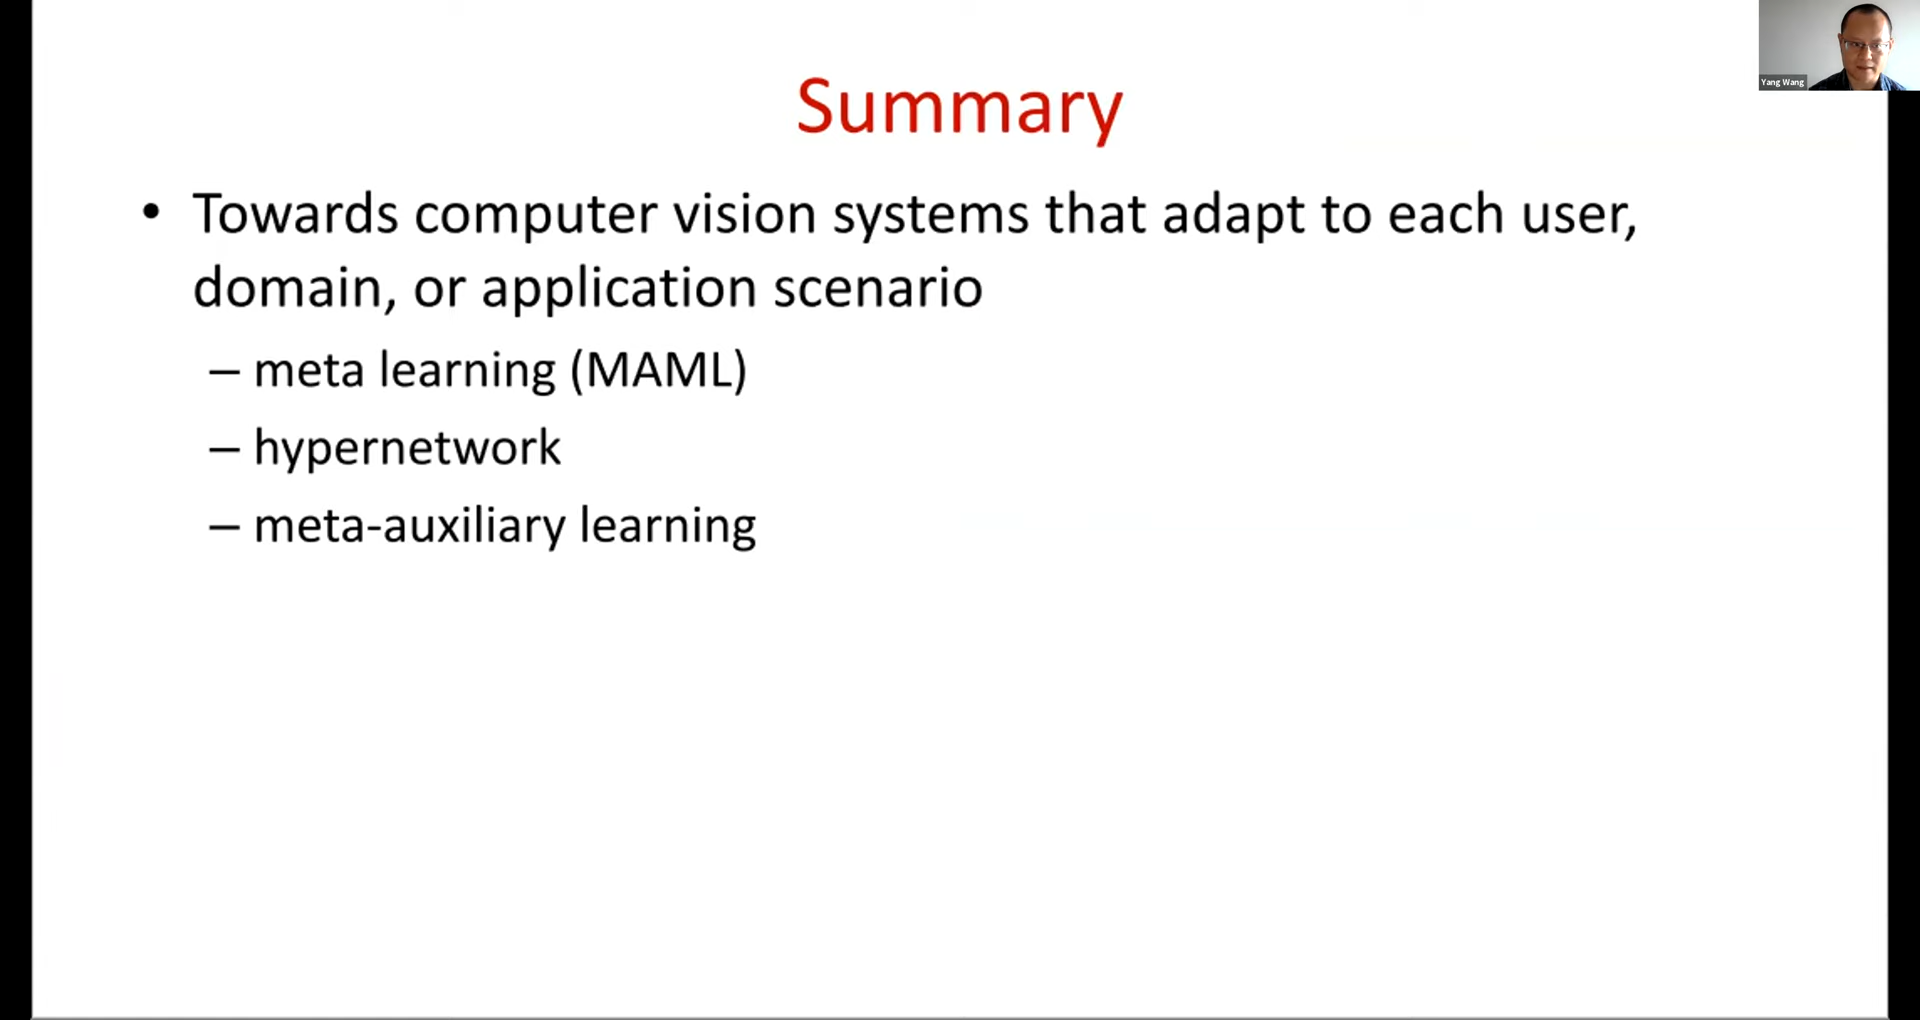 Summary
Yang Wang
• Towards computer vision systems that adapt to each user,
domain, or application scenario
– meta learning (MAML)
– hypernetwork
– meta-auxiliary learning